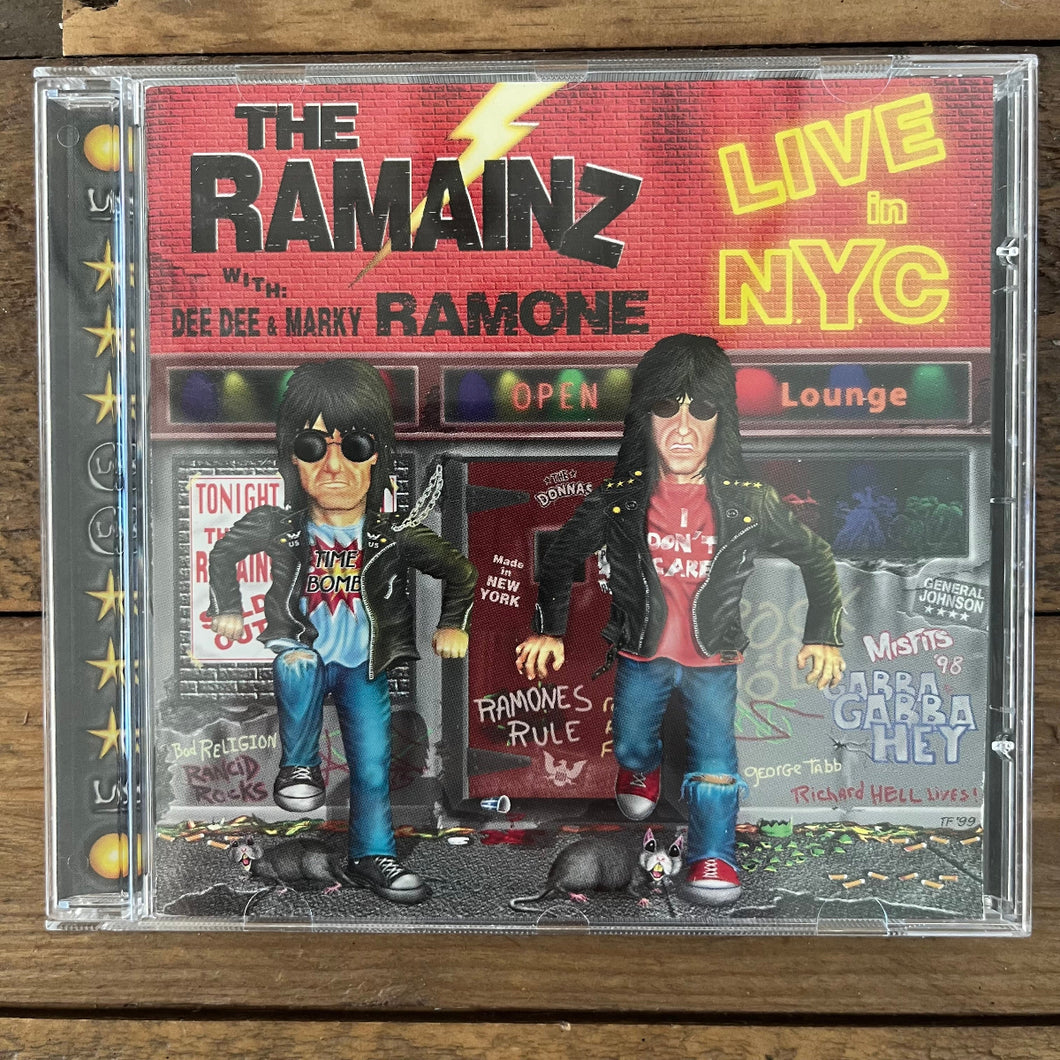 THE
RAMAINZ
WITH:
DEE DEE & MARKY RAMONE
LIVE
in
N.Y.C.
OPEN
Lounge
TONIGHT
SOLD
OUT
US
US
TIME
BOMB
THE
DONNAS
Made
in
NEW
YORK
I
DON'T
CARE
RAMONES
RULE
GENERAL
JOHNSON
MISFITS
'98
GABBA
GABBA
HEY
Bad RELIGION
RANCID
ROCKS
George Tabb
Richard HELL LIVES!
TF '99